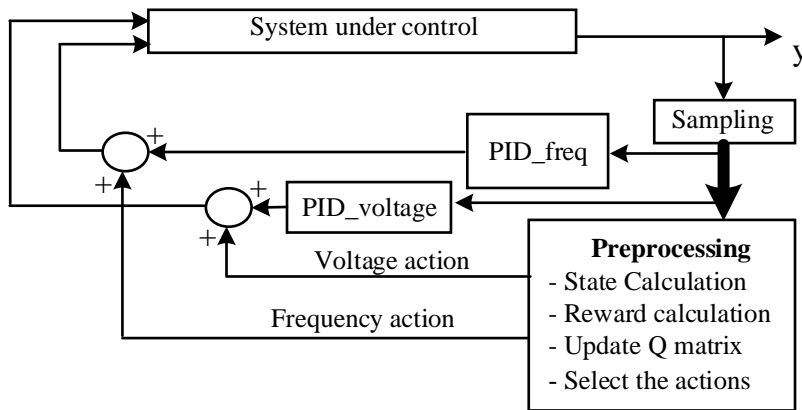 System under control
y
Sampling
+
PID_freq
+
+
PID_voltage
+
Preprocessing
Voltage action
- State Calculation
- Reward calculation
Frequency action
- Update Q matrix
- Select the actions